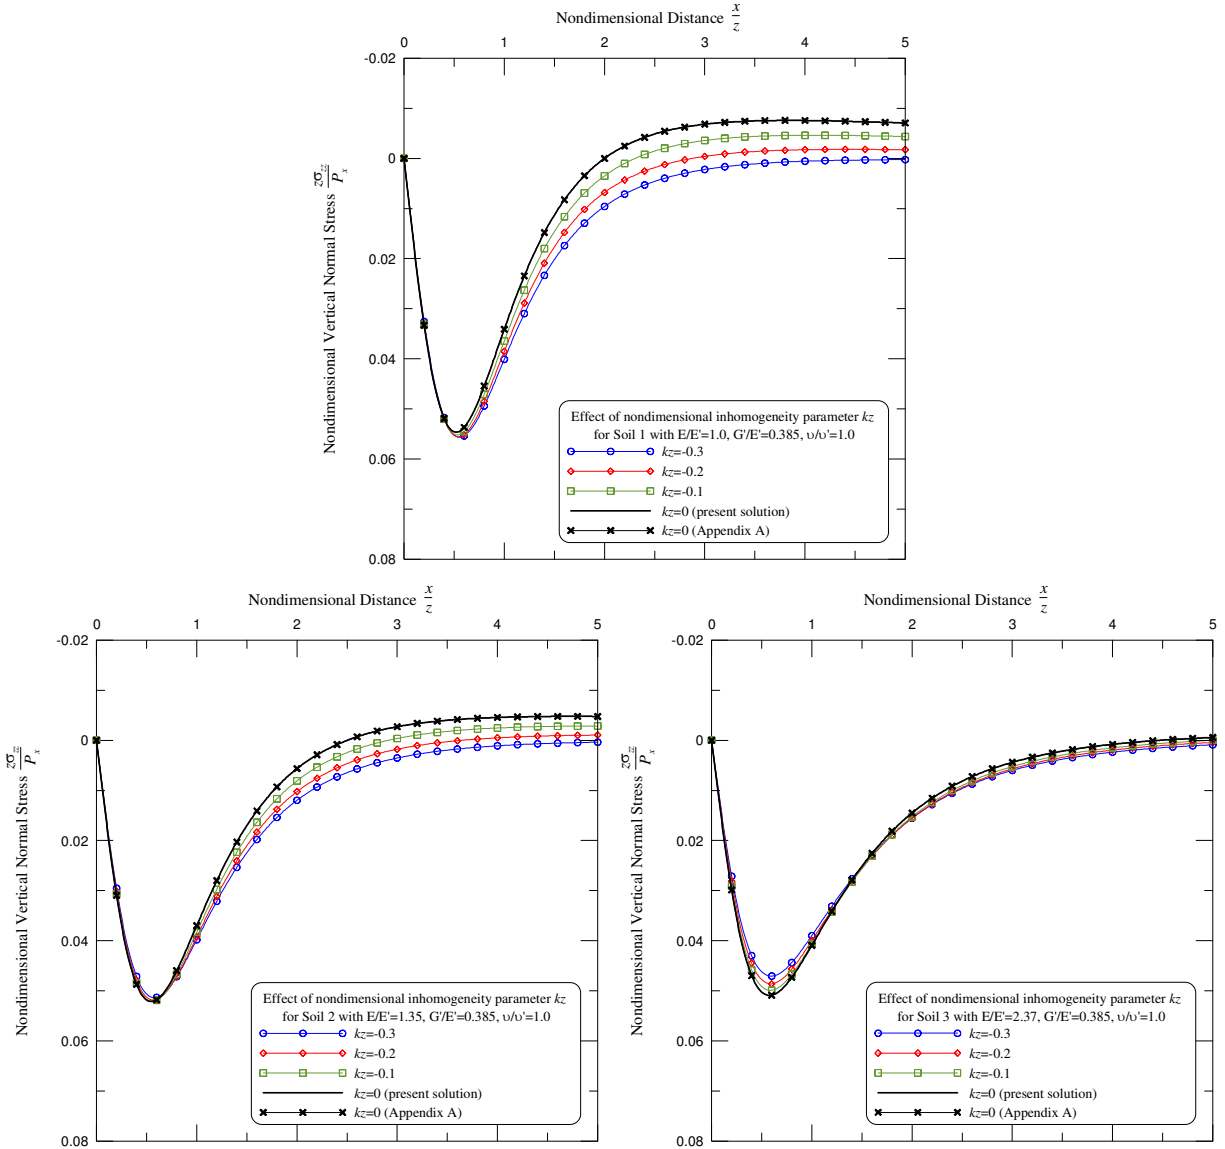 Nondimensional Distance x/z
0 1 2 3 4 5
-0.02
0
0.02
0.04
0.06
0.08
Nondimensional Vertical Normal Stress zσzz/Px
Effect of nondimensional inhomogeneity parameter kz
for Soil 1 with E/E'=1.0, G'/E'=0.385, υ/υ'=1.0
kz=-0.3
kz=-0.2
kz=-0.1
kz=0 (present solution)
kz=0 (Appendix A)
Nondimensional Distance x/z
0 1 2 3 4 5
-0.02
0
0.02
0.04
0.06
0.08
Nondimensional Vertical Normal Stress zσzz/Px
Effect of nondimensional inhomogeneity parameter kz
for Soil 2 with E/E'=1.35, G'/E'=0.385, υ/υ'=1.0
kz=-0.3
kz=-0.2
kz=-0.1
kz=0 (present solution)
kz=0 (Appendix A)
Nondimensional Distance x/z
0 1 2 3 4 5
-0.02
0
0.02
0.04
0.06
0.08
Nondimensional Vertical Normal Stress zσzz/Px
Effect of nondimensional inhomogeneity parameter kz
for Soil 3 with E/E'=2.37, G'/E'=0.385, υ/υ'=1.0
kz=-0.3
kz=-0.2
kz=-0.1
kz=0 (present solution)
kz=0 (Appendix A)